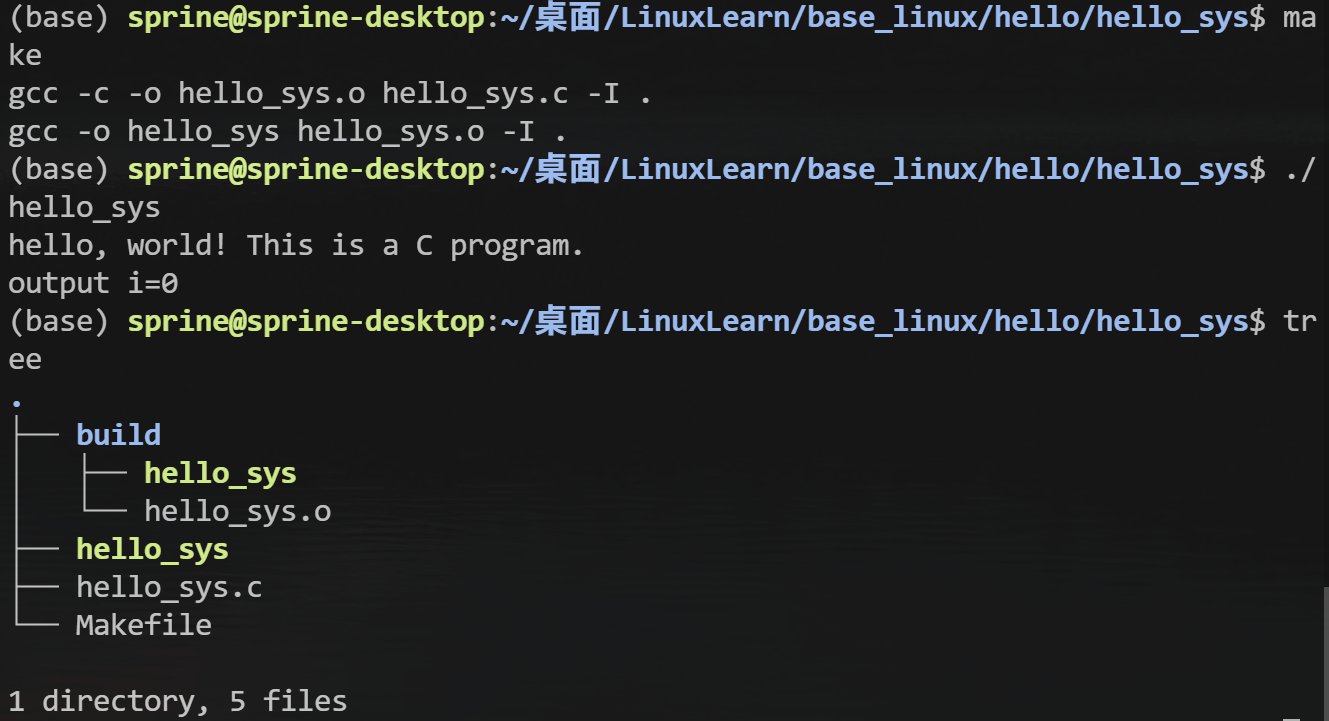 (base) sprine@sprine-desktop:~/桌面/LinuxLearn/base_linux/hello/hello_sys$ ma
ke
gcc -c -o hello_sys.o hello_sys.c -I .
gcc -o hello_sys hello_sys.o -I .
(base) sprine@sprine-desktop:~/桌面/LinuxLearn/base_linux/hello/hello_sys$ ./
hello_sys
hello, world! This is a C program.
output i=0
(base) sprine@sprine-desktop:~/桌面/LinuxLearn/base_linux/hello/hello_sys$ tr
ee
.
├── build
│   ├── hello_sys
│   └── hello_sys.o
├── hello_sys
├── hello_sys.c
└── Makefile
1 directory, 5 files